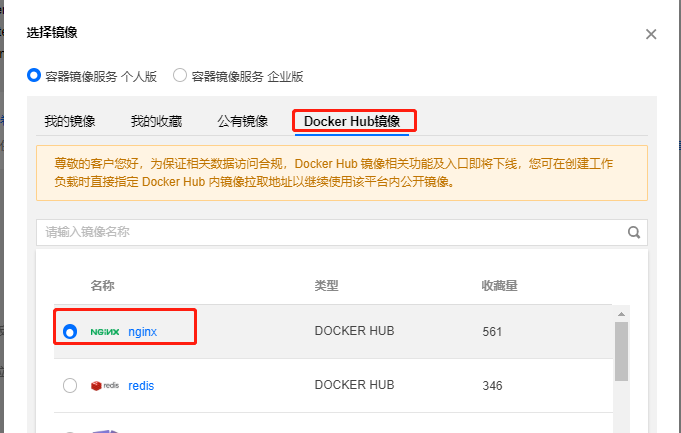 选择镜像
容器镜像服务 个人版 容器镜像服务 企业版
我的镜像 我的收藏 公有镜像 Docker Hub镜像
尊敬的客户您好，为保证相关数据访问合规，Docker Hub 镜像相关功能及入口即将下线，您可在创建工作
负载时直接指定 Docker Hub 内镜像拉取地址以继续使用该平台内公开镜像。
请输入镜像名称
名称 类型 收藏量
NGINX nginx DOCKER HUB 561
redis redis DOCKER HUB 346